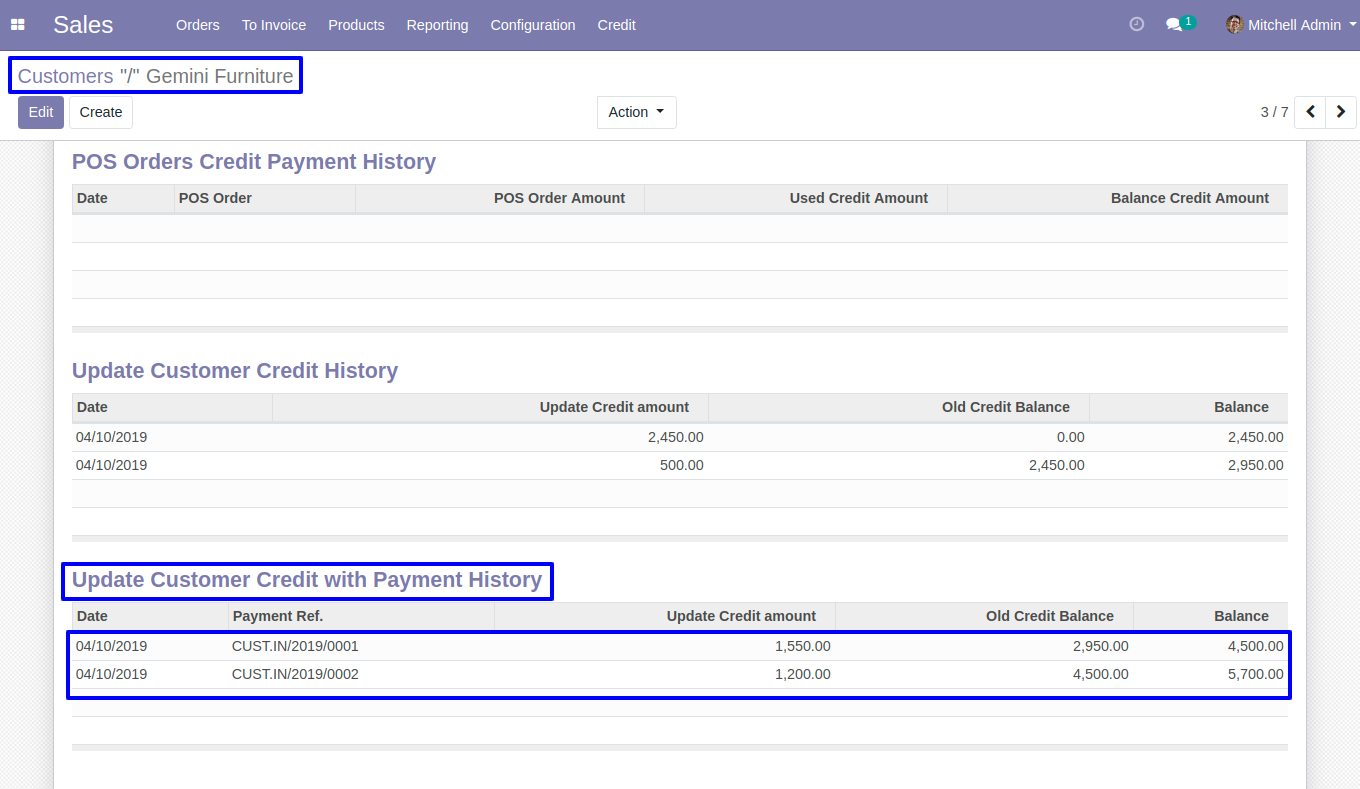 Sales Orders To Invoice Products Reporting Configuration Credit 1 Mitchell Admin
Customers "/" Gemini Furniture
Edit Create Action 3 / 7
POS Orders Credit Payment History
Date POS Order POS Order Amount Used Credit Amount Balance Credit Amount
Update Customer Credit History
Date Update Credit amount Old Credit Balance Balance
04/10/2019 2,450.00 0.00 2,450.00
04/10/2019 500.00 2,450.00 2,950.00
Update Customer Credit with Payment History
Date Payment Ref. Update Credit amount Old Credit Balance Balance
04/10/2019 CUST.IN/2019/0001 1,550.00 2,950.00 4,500.00
04/10/2019 CUST.IN/2019/0002 1,200.00 4,500.00 5,700.00